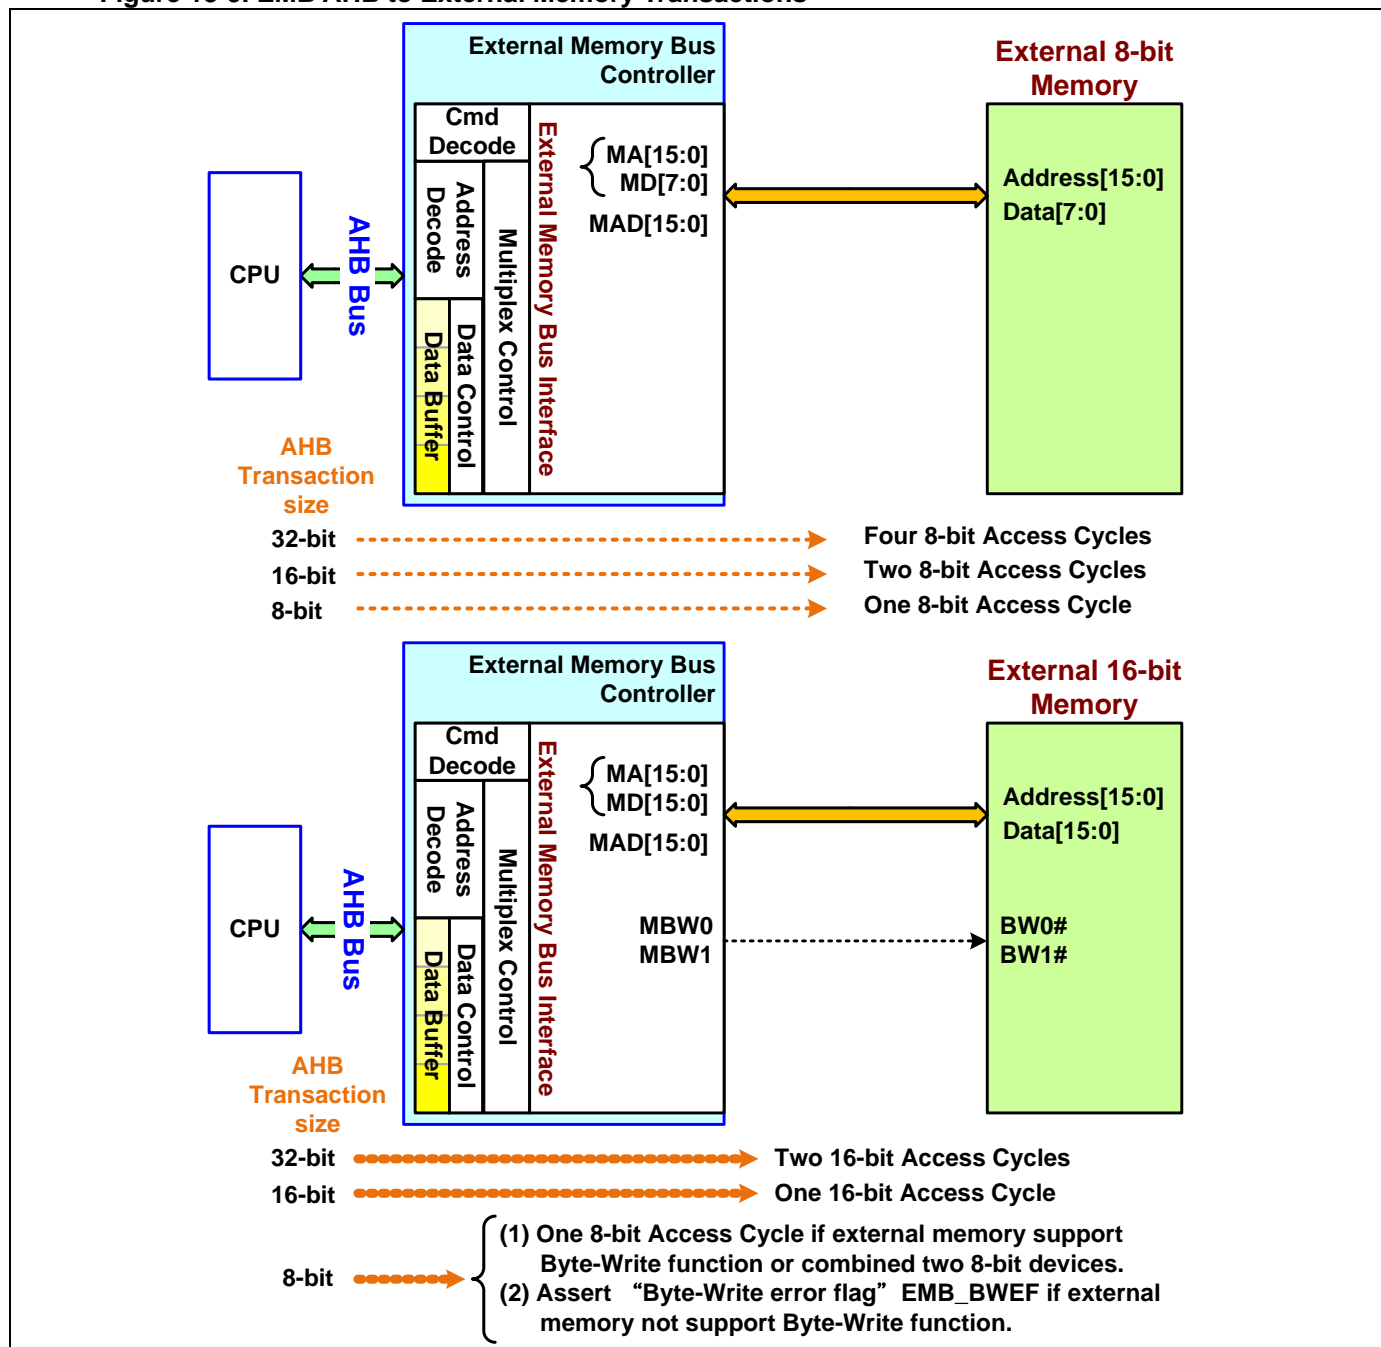 External Memory Bus
Controller
External 8-bit
Memory
Cmd
Decode
Address
Decode
Data Buffer
Data Control
Multiplex Control
External Memory Bus Interface
MA[15:0]
MD[7:0]
MAD[15:0]
Address[15:0]
Data[7:0]
CPU
AHB Bus
AHB
Transaction
size
32-bit
Four 8-bit Access Cycles
16-bit
Two 8-bit Access Cycles
8-bit
One 8-bit Access Cycle
External Memory Bus
Controller
External 16-bit
Memory
Cmd
Decode
Address
Decode
Data Buffer
Data Control
Multiplex Control
External Memory Bus Interface
MA[15:0]
MD[15:0]
MAD[15:0]
MBW0
MBW1
Address[15:0]
Data[15:0]
BW0#
BW1#
CPU
AHB Bus
AHB
Transaction
size
32-bit
Two 16-bit Access Cycles
16-bit
One 16-bit Access Cycle
8-bit
(1) One 8-bit Access Cycle if external memory support
Byte-Write function or combined two 8-bit devices.
(2) Assert “Byte-Write error flag” EMB_BWEF if external
memory not support Byte-Write function.